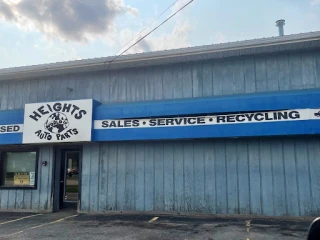 HEIGHTS
AUTO PARTS
SED
SALES • SERVICE • RECYCLING